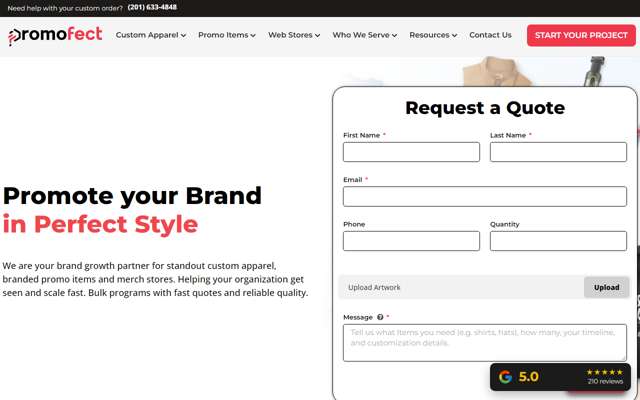 Need help with your custom order? (201) 633-4848
Promofect
Custom Apparel
Promo Items
Web Stores
Who We Serve
Resources
Contact Us
START YOUR PROJECT
Promote your Brand
in Perfect Style
We are your brand growth partner for standout custom apparel,
branded promo items and merch stores. Helping your organization get
seen and scale fast. Bulk programs with fast quotes and reliable quality.
Request a Quote
First Name *
Last Name *
Email *
Phone
Quantity
Upload Artwork
Upload
Message ? *
Tell us what items you need (e.g. shirts, hats), how many, your timeline,
and customization details.
5.0
★★★★★
210 reviews